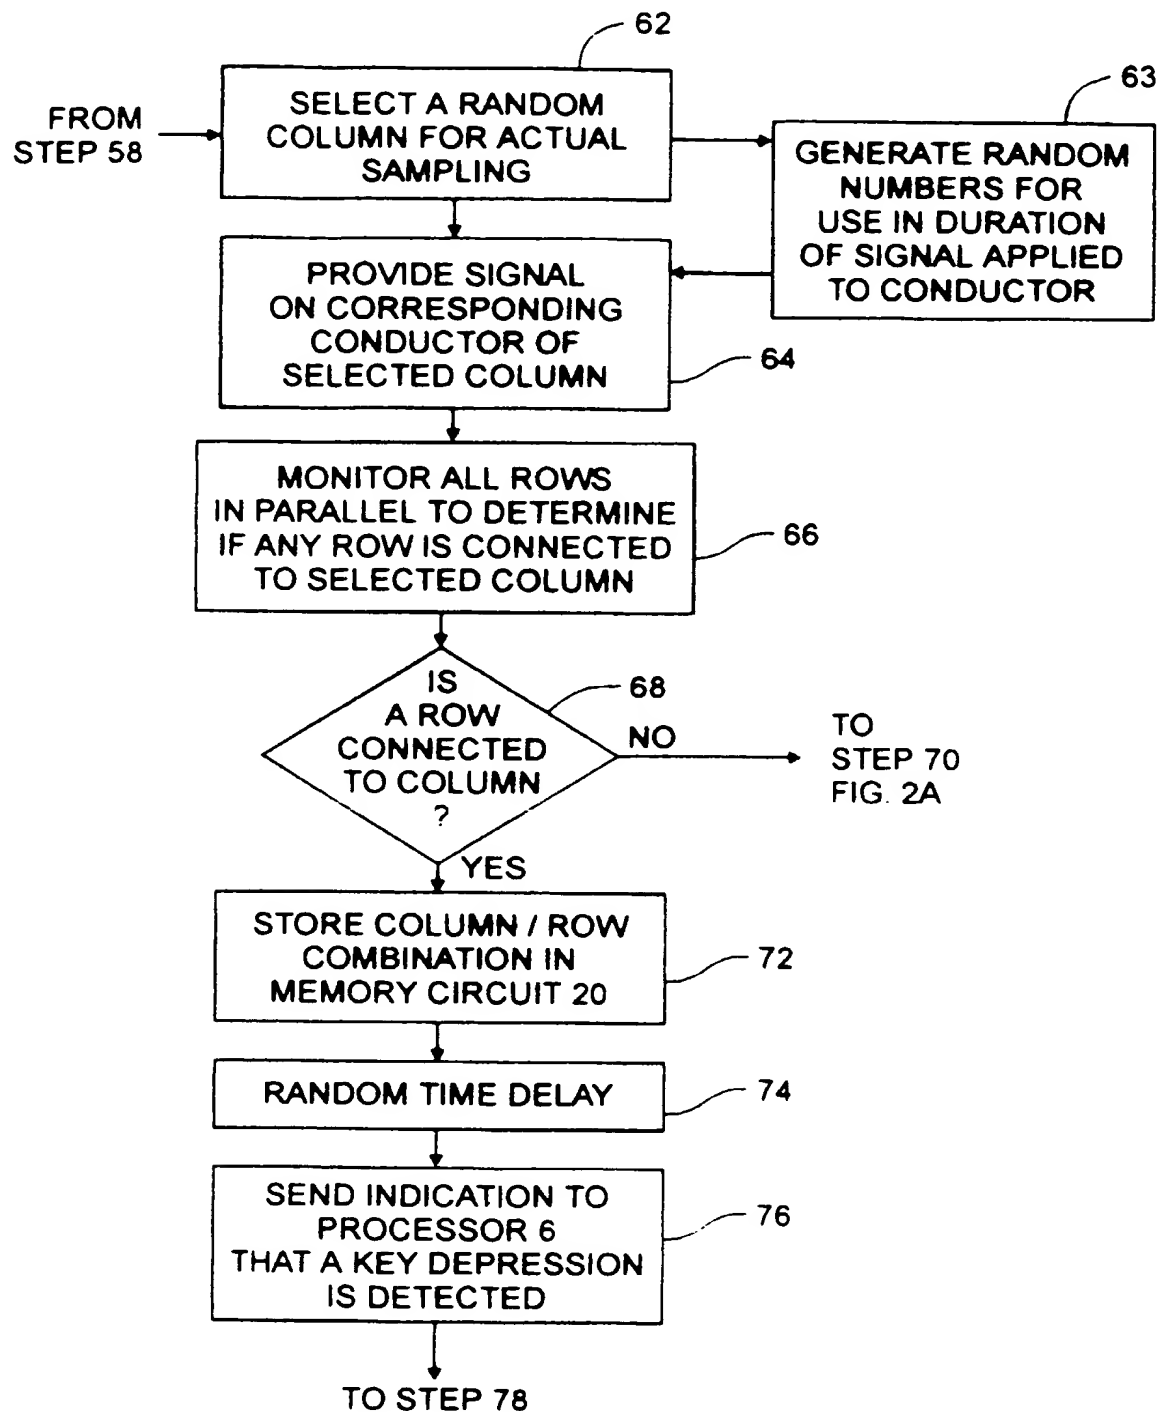 62
FROM
STEP 58
SELECT A RANDOM
COLUMN FOR ACTUAL
SAMPLING
63
GENERATE RANDOM
NUMBERS FOR
USE IN DURATION
OF SIGNAL APPLIED
TO CONDUCTOR
PROVIDE SIGNAL
ON CORRESPONDING
CONDUCTOR OF
SELECTED COLUMN
64
MONITOR ALL ROWS
IN PARALLEL TO DETERMINE
IF ANY ROW IS CONNECTED
TO SELECTED COLUMN
66
IS
A ROW
CONNECTED
TO COLUMN
?
68
NO
TO
STEP 70
FIG. 2A
YES
STORE COLUMN / ROW
COMBINATION IN
MEMORY CIRCUIT 20
72
RANDOM TIME DELAY
74
SEND INDICATION TO
PROCESSOR 6
THAT A KEY DEPRESSION
IS DETECTED
76
TO STEP 78